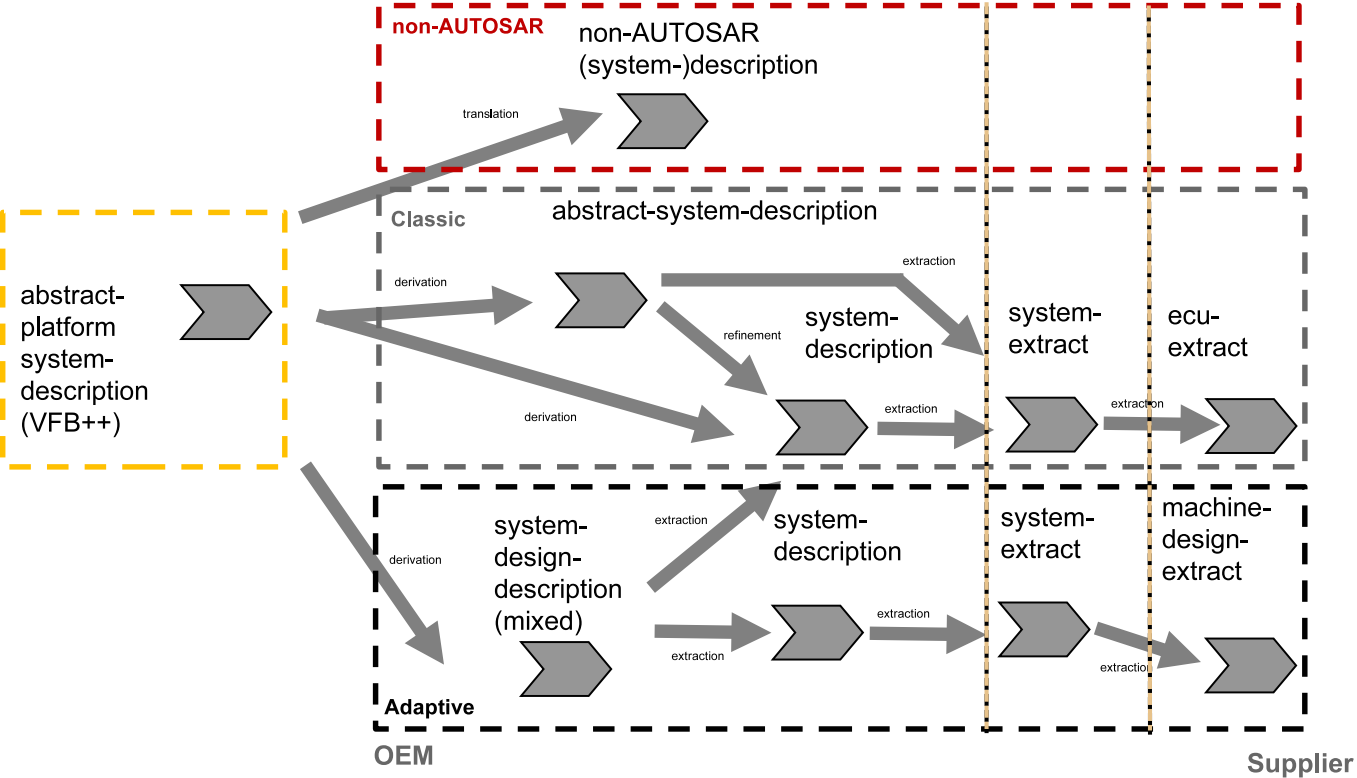 non-AUTOSAR
non-AUTOSAR
(system-)description
translation
Classic
abstract-system-description
derivation
extraction
abstract-
platform
system-
description
(VFB++)
refinement
system-
description
system-
extract
ecu-
extract
derivation
extraction
extraction
derivation
system-
design-
description
(mixed)
extraction
system-
description
system-
extract
machine-
design-
extract
extraction
extraction
extraction
Adaptive
OEM
Supplier